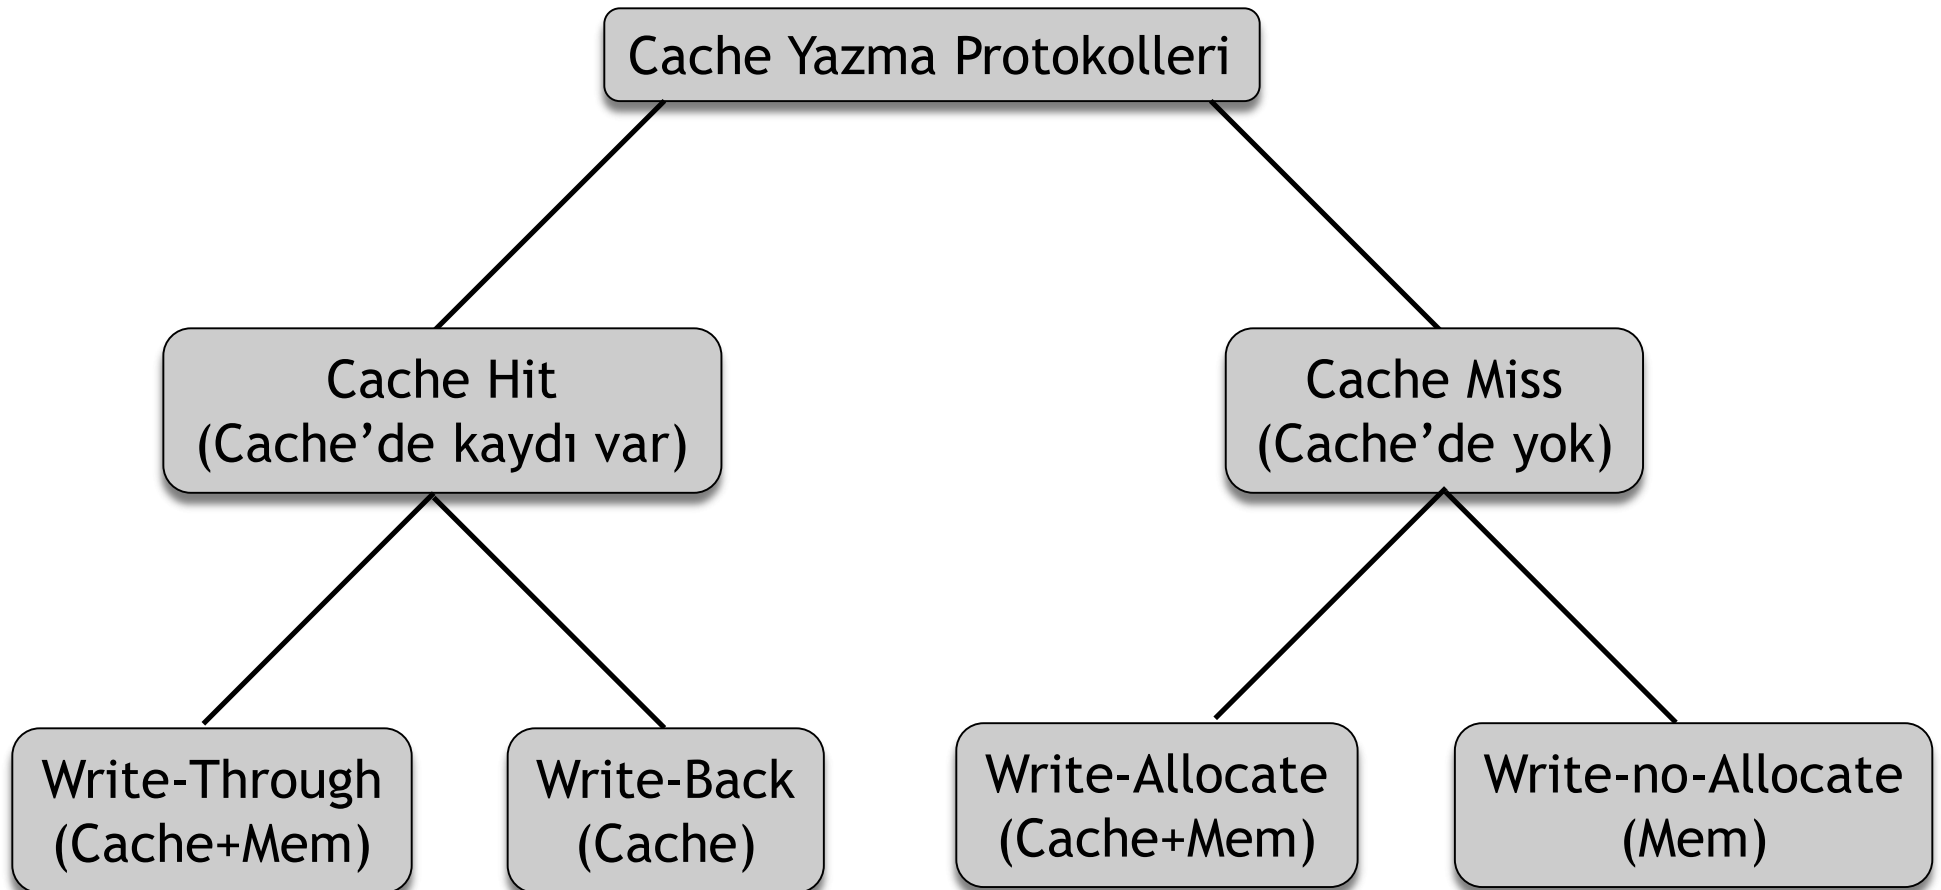 Cache Yazma Protokolleri
Cache Hit
(Cache’de kaydı var)
Cache Miss
(Cache’de yok)
Write-Through
(Cache+Mem)
Write-Back
(Cache)
Write-Allocate
(Cache+Mem)
Write-no-Allocate
(Mem)